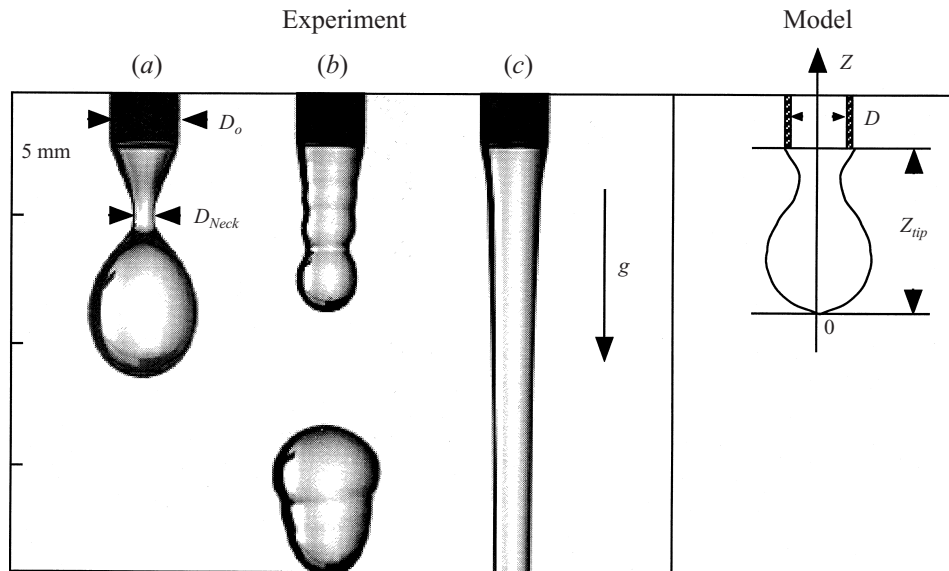 Experiment
Model
(a)
(b)
(c)
Z
D_o
D
5 mm
D_Neck
Z_tip
g
0